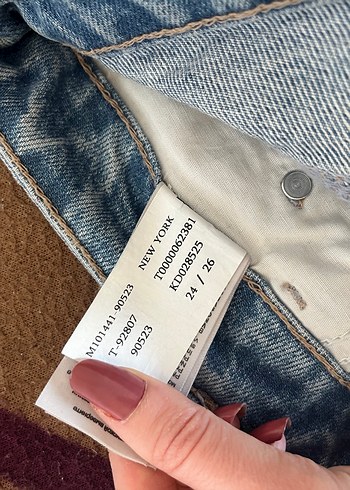 NEW YORK
T0000062381
KD028525
24 / 26
M101441-90523
T-92807
90523